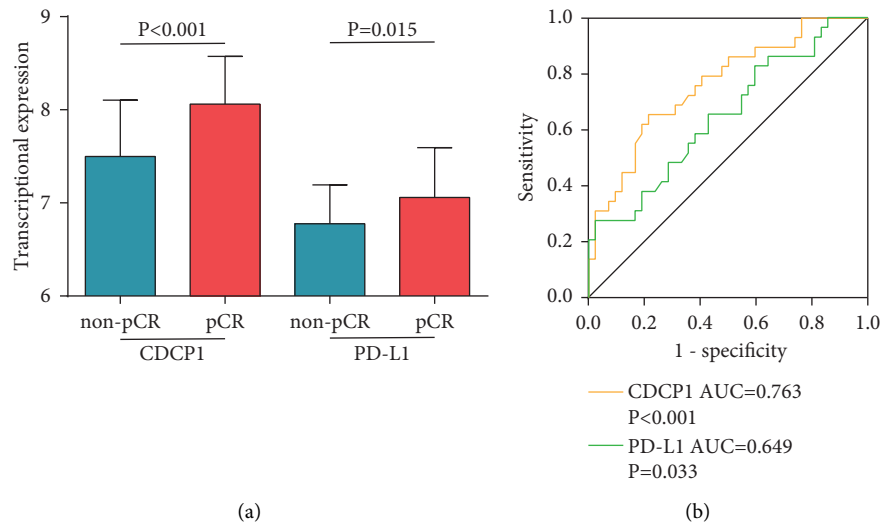 9
8
7
6
Transcriptional expression
P<0.001
P=0.015
non-pCR pCR non-pCR pCR
CDCP1 PD-L1
(a)
1.0
0.8
0.6
0.4
0.2
0.0
Sensitivity
0.0 0.2 0.4 0.6 0.8 1.0
1 - specificity
CDCP1 AUC=0.763
P<0.001
PD-L1 AUC=0.649
P=0.033
(b)